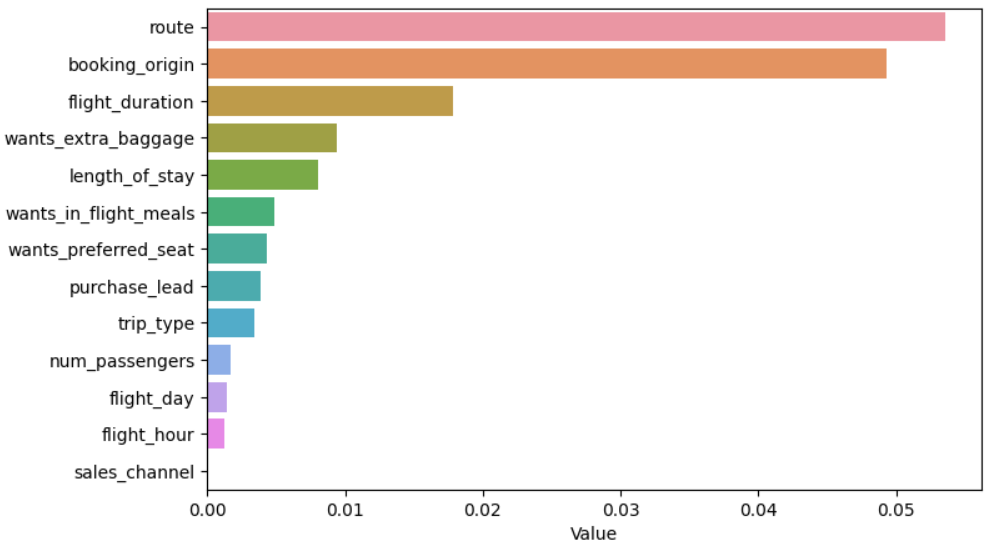 route
booking_origin
flight_duration
wants_extra_baggage
length_of_stay
wants_in_flight_meals
wants_preferred_seat
purchase_lead
trip_type
num_passengers
flight_day
flight_hour
sales_channel
0.00 0.01 0.02 0.03 0.04 0.05
Value